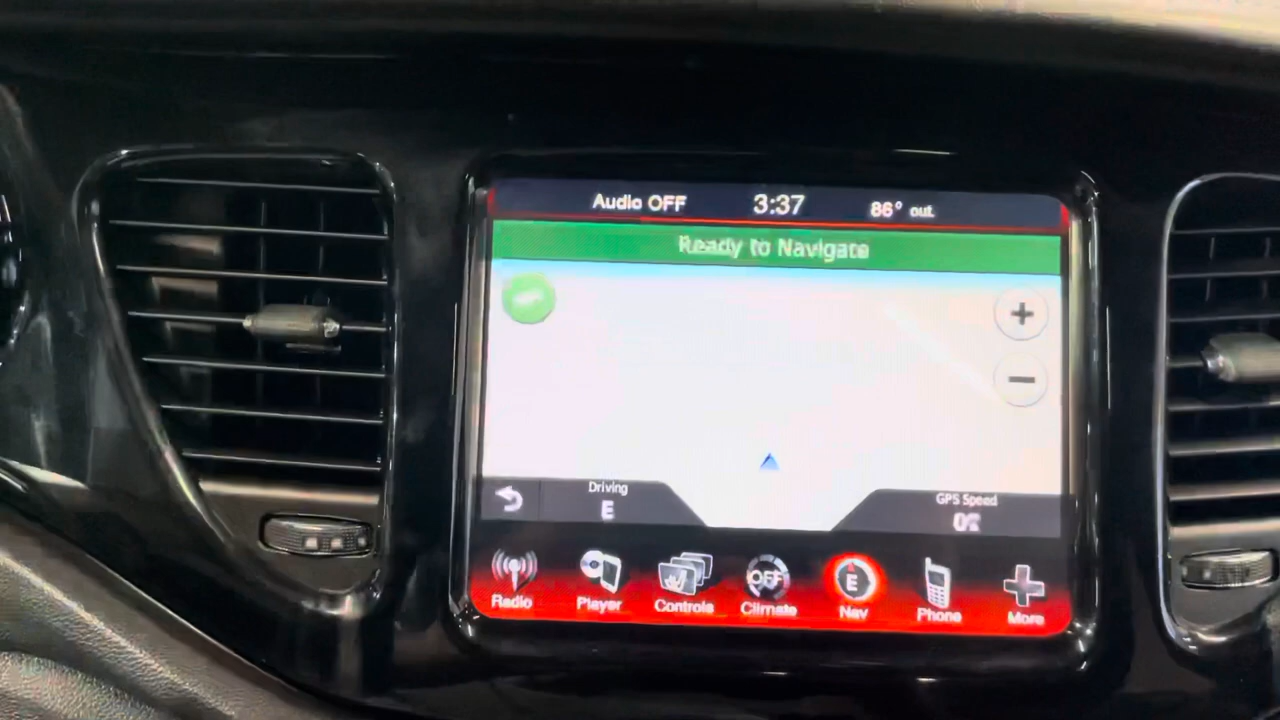 Audio OFF 3:37 86° out.
Ready to Navigate
+
−
Driving
E
GPS Speed
OFF
E
Radio Player Controls Climate Nav Phone More